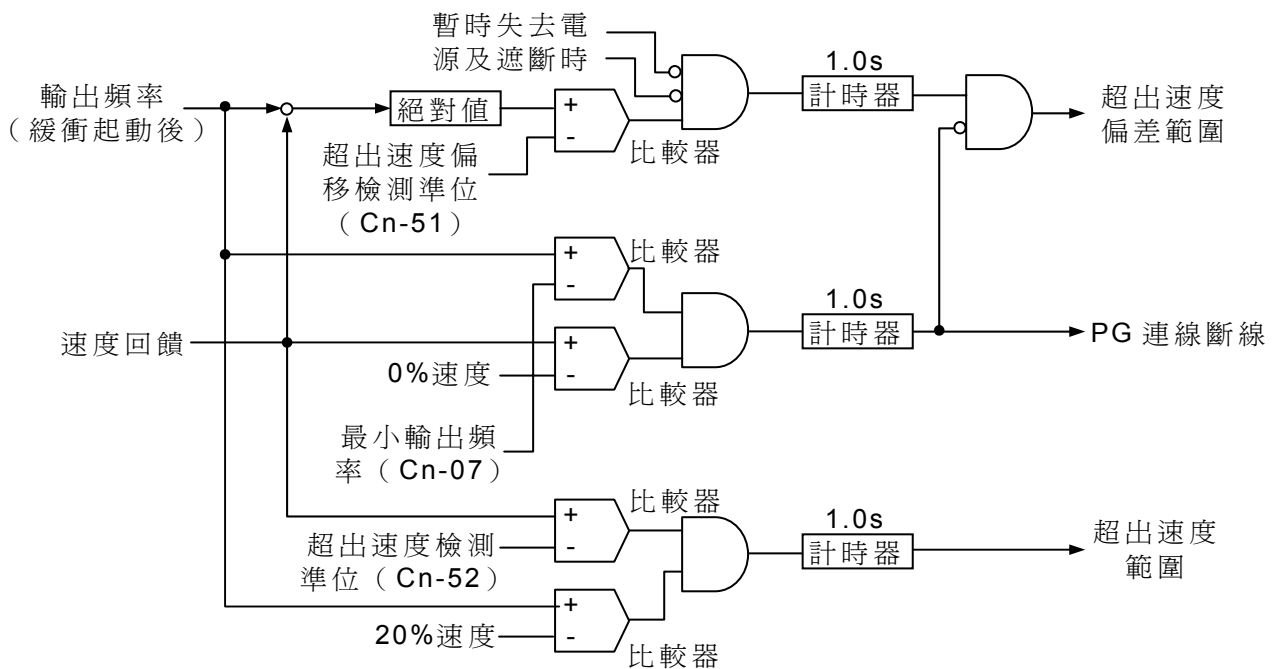 暫時失去電
源及遮斷時
1.0s
計時器
輸出頻率
（緩衝起動後）
絕對值
+
-
比較器
超出速度
偏差範圍
超出速度偏
移檢測準位
（Cn-51）
+
-
比較器
1.0s
計時器
PG 連線斷線
速度回饋
+
-
0%速度
比較器
最小輸出頻
率（Cn-07）
+
-
比較器
1.0s
計時器
超出速度
範圍
超出速度檢測
準位（Cn-52）
+
-
20%速度
比較器